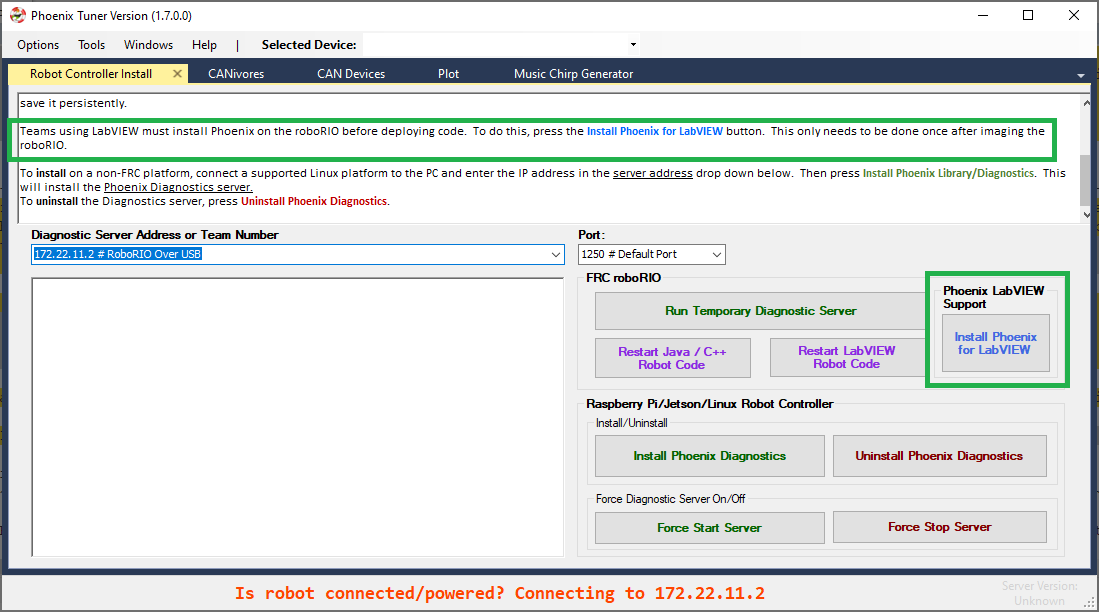 Phoenix Tuner Version (1.7.0.0)
Options Tools Windows Help | Selected Device:
Robot Controller Install CANivores CAN Devices Plot Music Chirp Generator
save it persistently.
Teams using LabVIEW must install Phoenix on the roboRIO before deploying code. To do this, press the Install Phoenix for LabVIEW button. This only needs to be done once after imaging the
roboRIO.
To install on a non-FRC platform, connect a supported Linux platform to the PC and enter the IP address in the server address drop down below. Then press Install Phoenix Library/Diagnostics. This
will install the Phoenix Diagnostics server.
To uninstall the Diagnostics server, press Uninstall Phoenix Diagnostics.
Diagnostic Server Address or Team Number
172.22.11.2 # RoboRIO Over USB
Port:
1250 # Default Port
FRC roboRIO
Run Temporary Diagnostic Server
Restart Java / C++
Robot Code
Restart LabVIEW
Robot Code
Phoenix LabVIEW
Support
Install Phoenix
for LabVIEW
Raspberry Pi/Jetson/Linux Robot Controller
Install/Uninstall
Install Phoenix Diagnostics
Uninstall Phoenix Diagnostics
Force Diagnostic Server On/Off
Force Start Server
Force Stop Server
Is robot connected/powered? Connecting to 172.22.11.2
Server Version:
Unknown